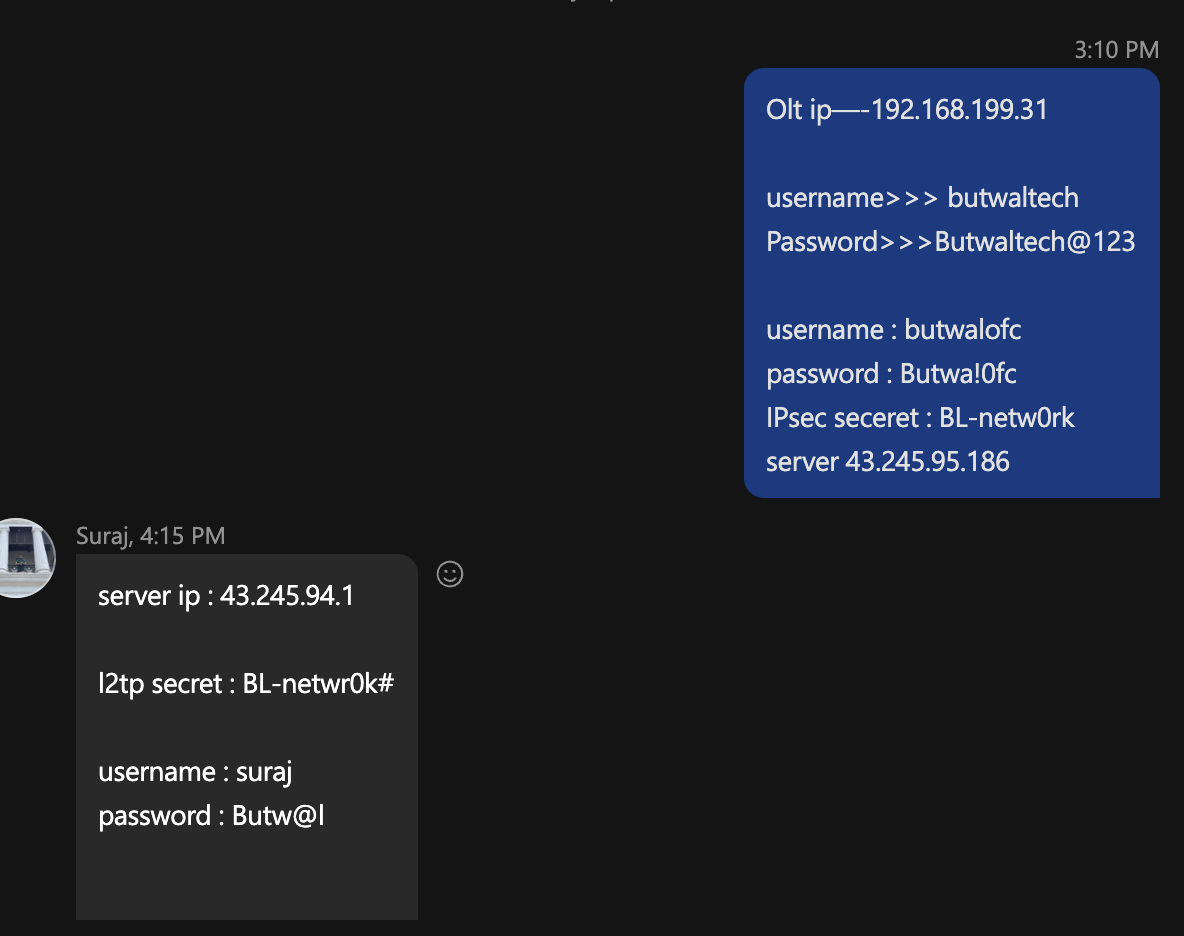 3:10 PM
Olt ip—-192.168.199.31
username>>> butwaltech
Password>>>Butwaltech@123
username : butwalofc
password : Butwa!0fc
IPsec seceret : BL-netw0rk
server 43.245.95.186
Suraj, 4:15 PM
server ip : 43.245.94.1
l2tp secret : BL-netwr0k#
username : suraj
password : Butw@l